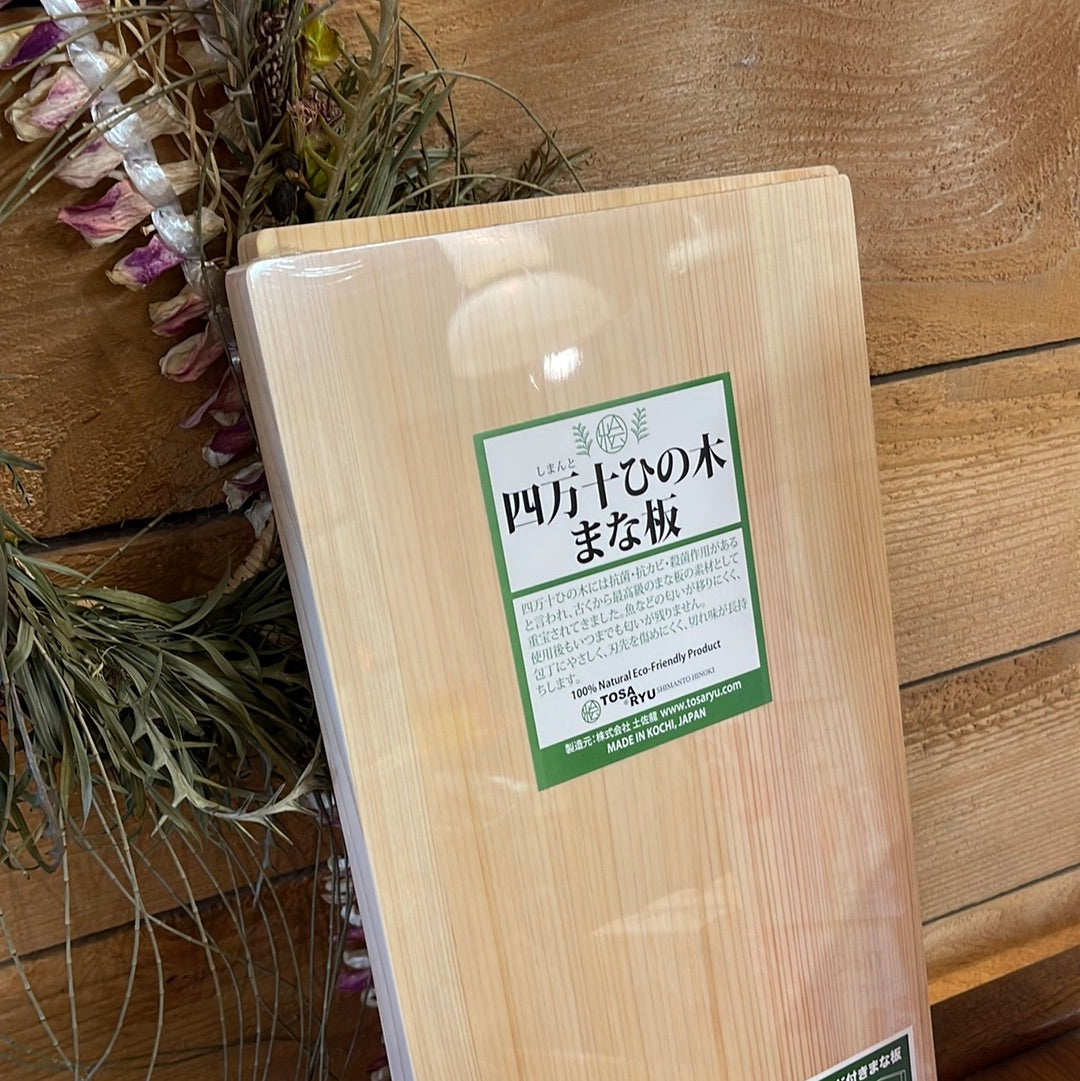 桧
しまんと
四万十ひの木
まな板
四万十ひの木には抗菌・抗カビ・殺菌作用がある
と言われ、古くから最高級のまな板の素材として
重宝されてきました。魚などの匂いが移りにくく、
使用後もいつまでも匂いが残りません。
包丁にやさしく、刃先を傷めにくく、切れ味が長持
ちします。
100% Natural Eco-Friendly Product
TOSA
RYU SHIMANTO HINOKI
製造元：株式会社 土佐龍 www.tosaryu.com
MADE IN KOCHI, JAPAN
付きまな板